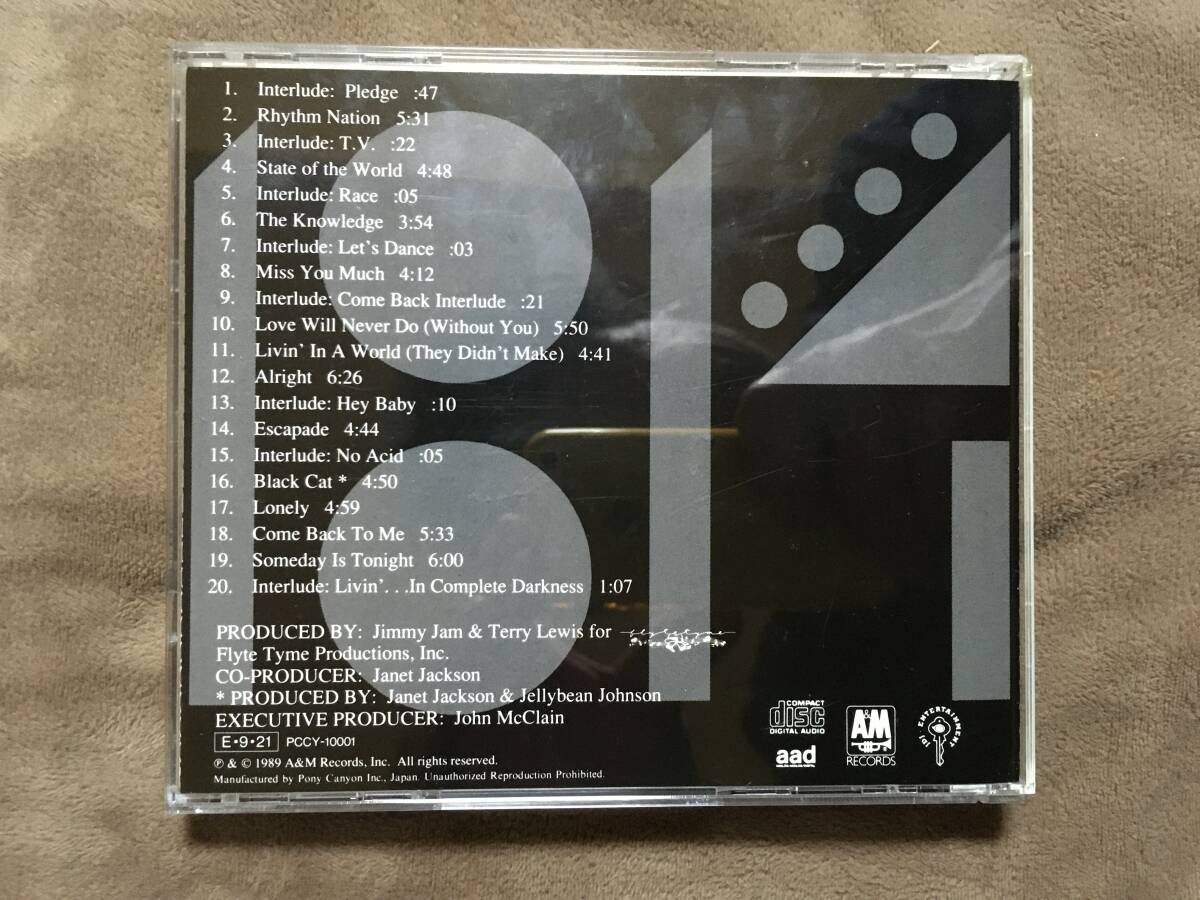 1. Interlude: Pledge :47
2. Rhythm Nation 5:31
3. Interlude: T.V. :22
4. State of the World 4:48
5. Interlude: Race :05
6. The Knowledge 3:54
7. Interlude: Let's Dance :03
8. Miss You Much 4:12
9. Interlude: Come Back Interlude :21
10. Love Will Never Do (Without You) 5:50
11. Livin' In A World (They Didn't Make) 4:41
12. Alright 6:26
13. Interlude: Hey Baby :10
14. Escapade 4:44
15. Interlude: No Acid :05
16. Black Cat * 4:50
17. Lonely 4:59
18. Come Back To Me 5:33
19. Someday Is Tonight 6:00
20. Interlude: Livin'. . .In Complete Darkness 1:07
PRODUCED BY: Jimmy Jam & Terry Lewis for flytetyme
Flyte Tyme Productions, Inc.
CO-PRODUCER: Janet Jackson
* PRODUCED BY: Janet Jackson & Jellybean Johnson
EXECUTIVE PRODUCER: John McClain
E•9•21 PCCY-10001
℗ & © 1989 A&M Records, Inc. All rights reserved.
Manufactured by Pony Canyon Inc., Japan. Unauthorized Reproduction Prohibited.
1814
COMPACT
disc
DIGITAL AUDIO
aad
A&M
RECORDS
ENTERTAINMENT